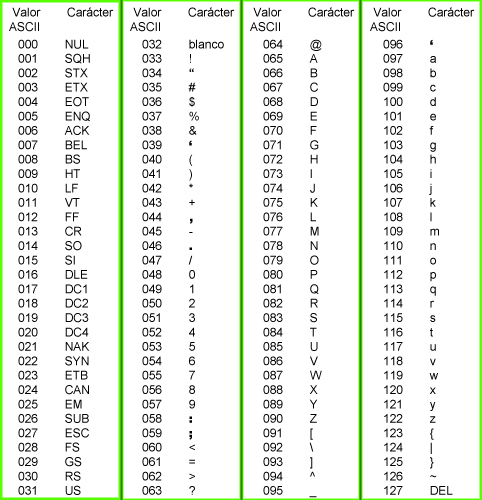 Valor Carácter Valor Carácter Valor Carácter Valor Carácter
ASCII ASCII ASCII ASCII
000 NUL 032 blanco 064 @ 096 ‘
001 SQH 033 ! 065 A 097 a
002 STX 034 “ 066 B 098 b
003 ETX 035 # 067 C 099 c
004 EOT 036 $ 068 D 100 d
005 ENQ 037 % 069 E 101 e
006 ACK 038 & 070 F 102 f
007 BEL 039 ‘ 071 G 103 g
008 BS 040 ( 072 H 104 h
009 HT 041 ) 073 I 105 i
010 LF 042 * 074 J 106 j
011 VT 043 + 075 K 107 k
012 FF 044 , 076 L 108 l
013 CR 045 - 077 M 109 m
014 SO 046 . 078 N 110 n
015 SI 047 / 079 O 111 o
016 DLE 048 0 080 P 112 p
017 DC1 049 1 081 Q 113 q
018 DC2 050 2 082 R 114 r
019 DC3 051 3 083 S 115 s
020 DC4 052 4 084 T 116 t
021 NAK 053 5 085 U 117 u
022 SYN 054 6 086 V 118 v
023 ETB 055 7 087 W 119 w
024 CAN 056 8 088 X 120 x
025 EM 057 9 089 Y 121 y
026 SUB 058 : 090 Z 122 z
027 ESC 059 ; 091 [ 123 {
028 FS 060 < 092 \ 124 |
029 GS 061 = 093 ] 125 }
030 RS 062 > 094 ^ 126 ~
031 US 063 ? 095 _ 127 DEL